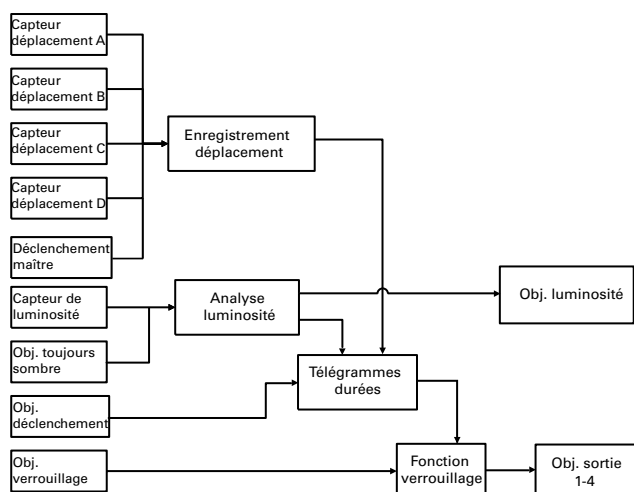 Capteur
déplacement A
Capteur
déplacement B
Capteur
déplacement C
Capteur
déplacement D
Déclenchement
maître
Enregistrement
déplacement
Capteur de
luminosité
Obj. toujours
sombre
Analyse
luminosité
Obj. luminosité
Télégrammes
durées
Obj.
déclenchement
Obj.
verrouillage
Fonction
verrouillage
Obj. sortie
1-4